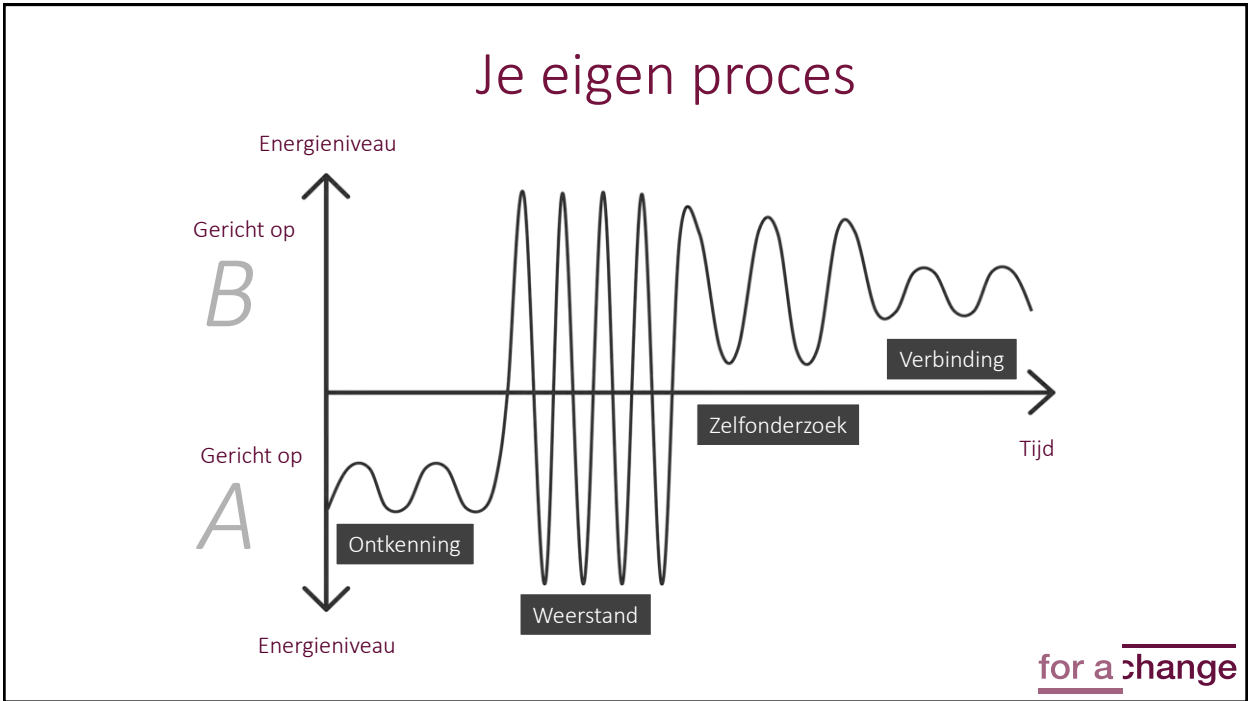 Je eigen proces
Energieniveau
Gericht op
B
Verbinding
Zelfonderzoek
Tijd
Gericht op
A
Ontkenning
Weerstand
Energieniveau
for a change